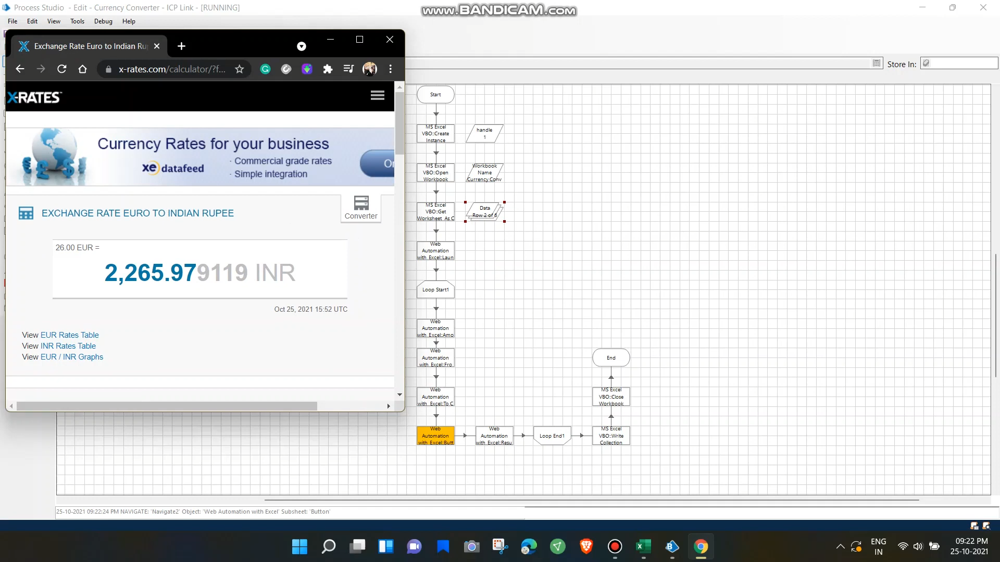 Process Studio - Edit - Currency Converter - ICP Link - [RUNNING]
www.BANDICAM.com
File Edit View Tools Debug Help
Exchange Rate Euro to Indian Ru
x-rates.com/calculator/?f...
Store In:
X-RATES™
Currency Rates for your business
xe datafeed
· Commercial grade rates
· Simple integration
EXCHANGE RATE EURO TO INDIAN RUPEE
Converter
26.00 EUR =
2,265.979119 INR
Oct 25, 2021 15:52 UTC
View EUR Rates Table
View INR Rates Table
View EUR / INR Graphs
Start
MS Excel
VBO::Create
Instance
handle
1
MS Excel
VBO::Open
Workbook
Workbook
Name
Currency Conv
MS Excel
VBO::Get
Worksheet As C
Data
Row 2 of 6
Web
Automation
with Excel::Laun
Loop Start1
Web
Automation
with Excel::Amo
Web
Automation
with Excel::Fro
Web
Automation
with Excel::To C
Web
Automation
with Excel::Butt
Web
Automation
with Excel::Resu
Loop End1
MS Excel
VBO::Write
Collection
MS Excel
VBO::Close
Workbook
End
25-10-2021 09:22:24 PM NAVIGATE: 'Navigate2' Object: 'Web Automation with Excel' Subsheet: 'Button'
ENG
IN
09:22 PM
25-10-2021